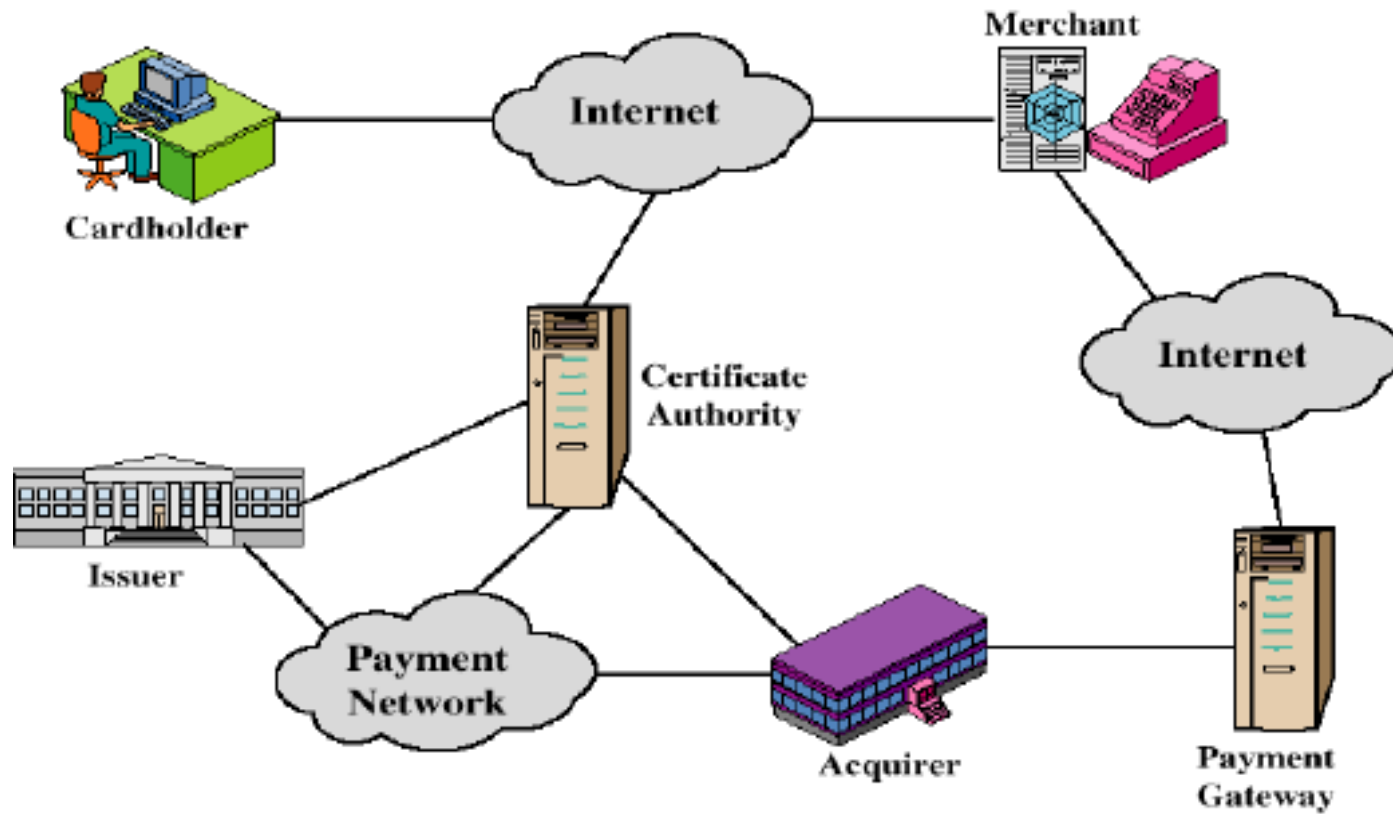 Merchant
Internet
Cardholder
Internet
Certificate
Authority
Issuer
Payment
Network
Acquirer
Payment
Gateway